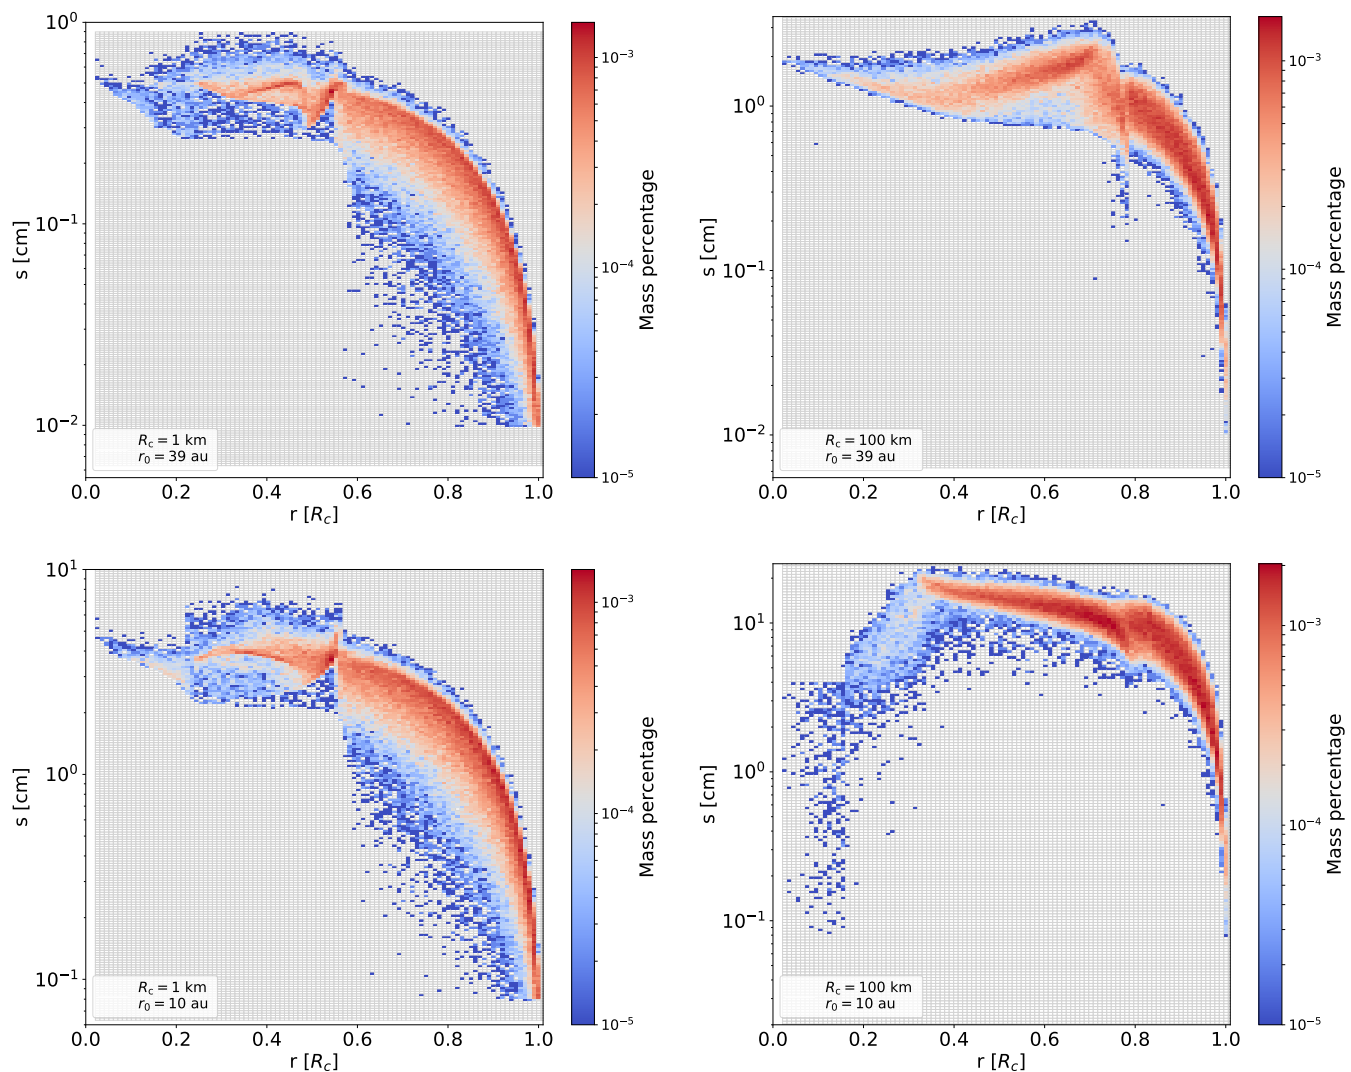 10⁰
10⁻¹
10⁻²
s [cm]
0.0 0.2 0.4 0.6 0.8 1.0
r [R_c]
R_c = 1 km
r_0 = 39 au
10⁻³
10⁻⁴
10⁻⁵
Mass percentage
10⁰
10⁻¹
10⁻²
s [cm]
0.0 0.2 0.4 0.6 0.8 1.0
r [R_c]
R_c = 100 km
r_0 = 39 au
10⁻³
10⁻⁴
10⁻⁵
Mass percentage
10¹
10⁰
10⁻¹
s [cm]
0.0 0.2 0.4 0.6 0.8 1.0
r [R_c]
R_c = 1 km
r_0 = 10 au
10⁻³
10⁻⁴
10⁻⁵
Mass percentage
10¹
10⁰
10⁻¹
s [cm]
0.0 0.2 0.4 0.6 0.8 1.0
r [R_c]
R_c = 100 km
r_0 = 10 au
10⁻³
10⁻⁴
10⁻⁵
Mass percentage